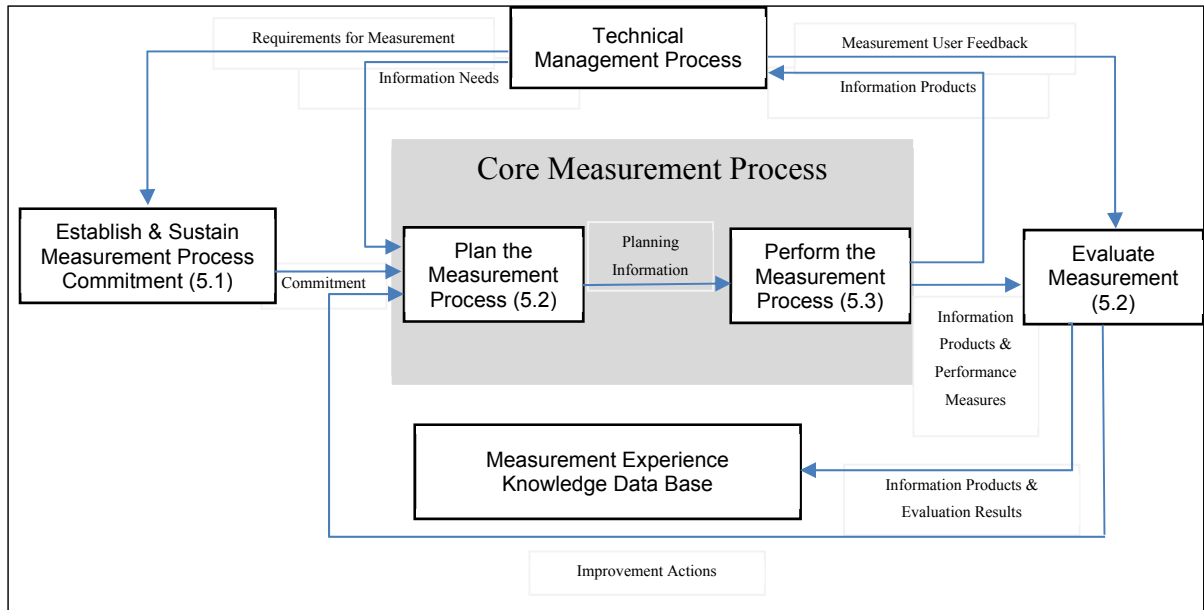 Requirements for Measurement
Technical
Management Process
Measurement User Feedback
Information Needs
Information Products
Core Measurement Process
Establish & Sustain
Measurement Process
Commitment (5.1)
Commitment
Plan the
Measurement
Process (5.2)
Planning
Information
Perform the
Measurement
Process (5.3)
Evaluate
Measurement
(5.2)
Information
Products &
Performance
Measures
Measurement Experience
Knowledge Data Base
Information Products &
Evaluation Results
Improvement Actions